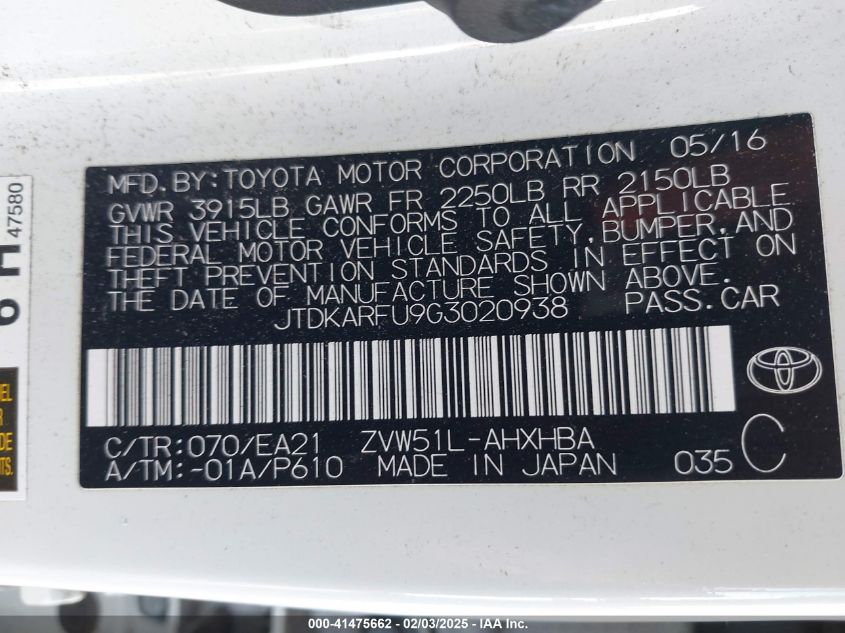 MFD. BY: TOYOTA MOTOR CORPORATION 05/16
GVWR 3915LB GAWR FR 2250LB RR 2150LB
THIS VEHICLE CONFORMS TO ALL APPLICABLE
FEDERAL MOTOR VEHICLE SAFETY, BUMPER, AND
THEFT PREVENTION STANDARDS IN EFFECT ON
THE DATE OF MANUFACTURE SHOWN ABOVE.
JTDKARFU9G3020938 PASS. CAR
C/TR: 070/EA21 ZVW51L-AHXHBA
A/TM: -01A/P610 MADE IN JAPAN 035 C
47580
000-41475662 - 02/03/2025 - IAA Inc.